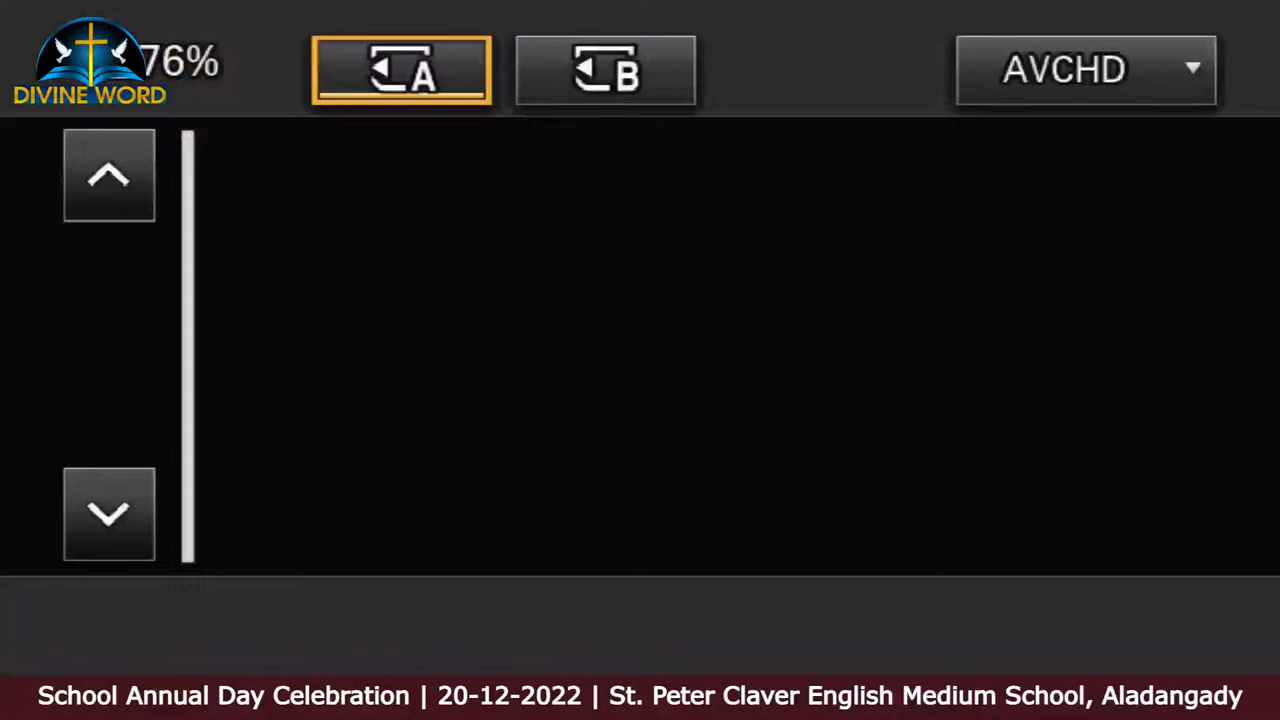 76%
A
B
AVCHD
DIVINE WORD
School Annual Day Celebration | 20-12-2022 | St. Peter Claver English Medium School, Aladangady